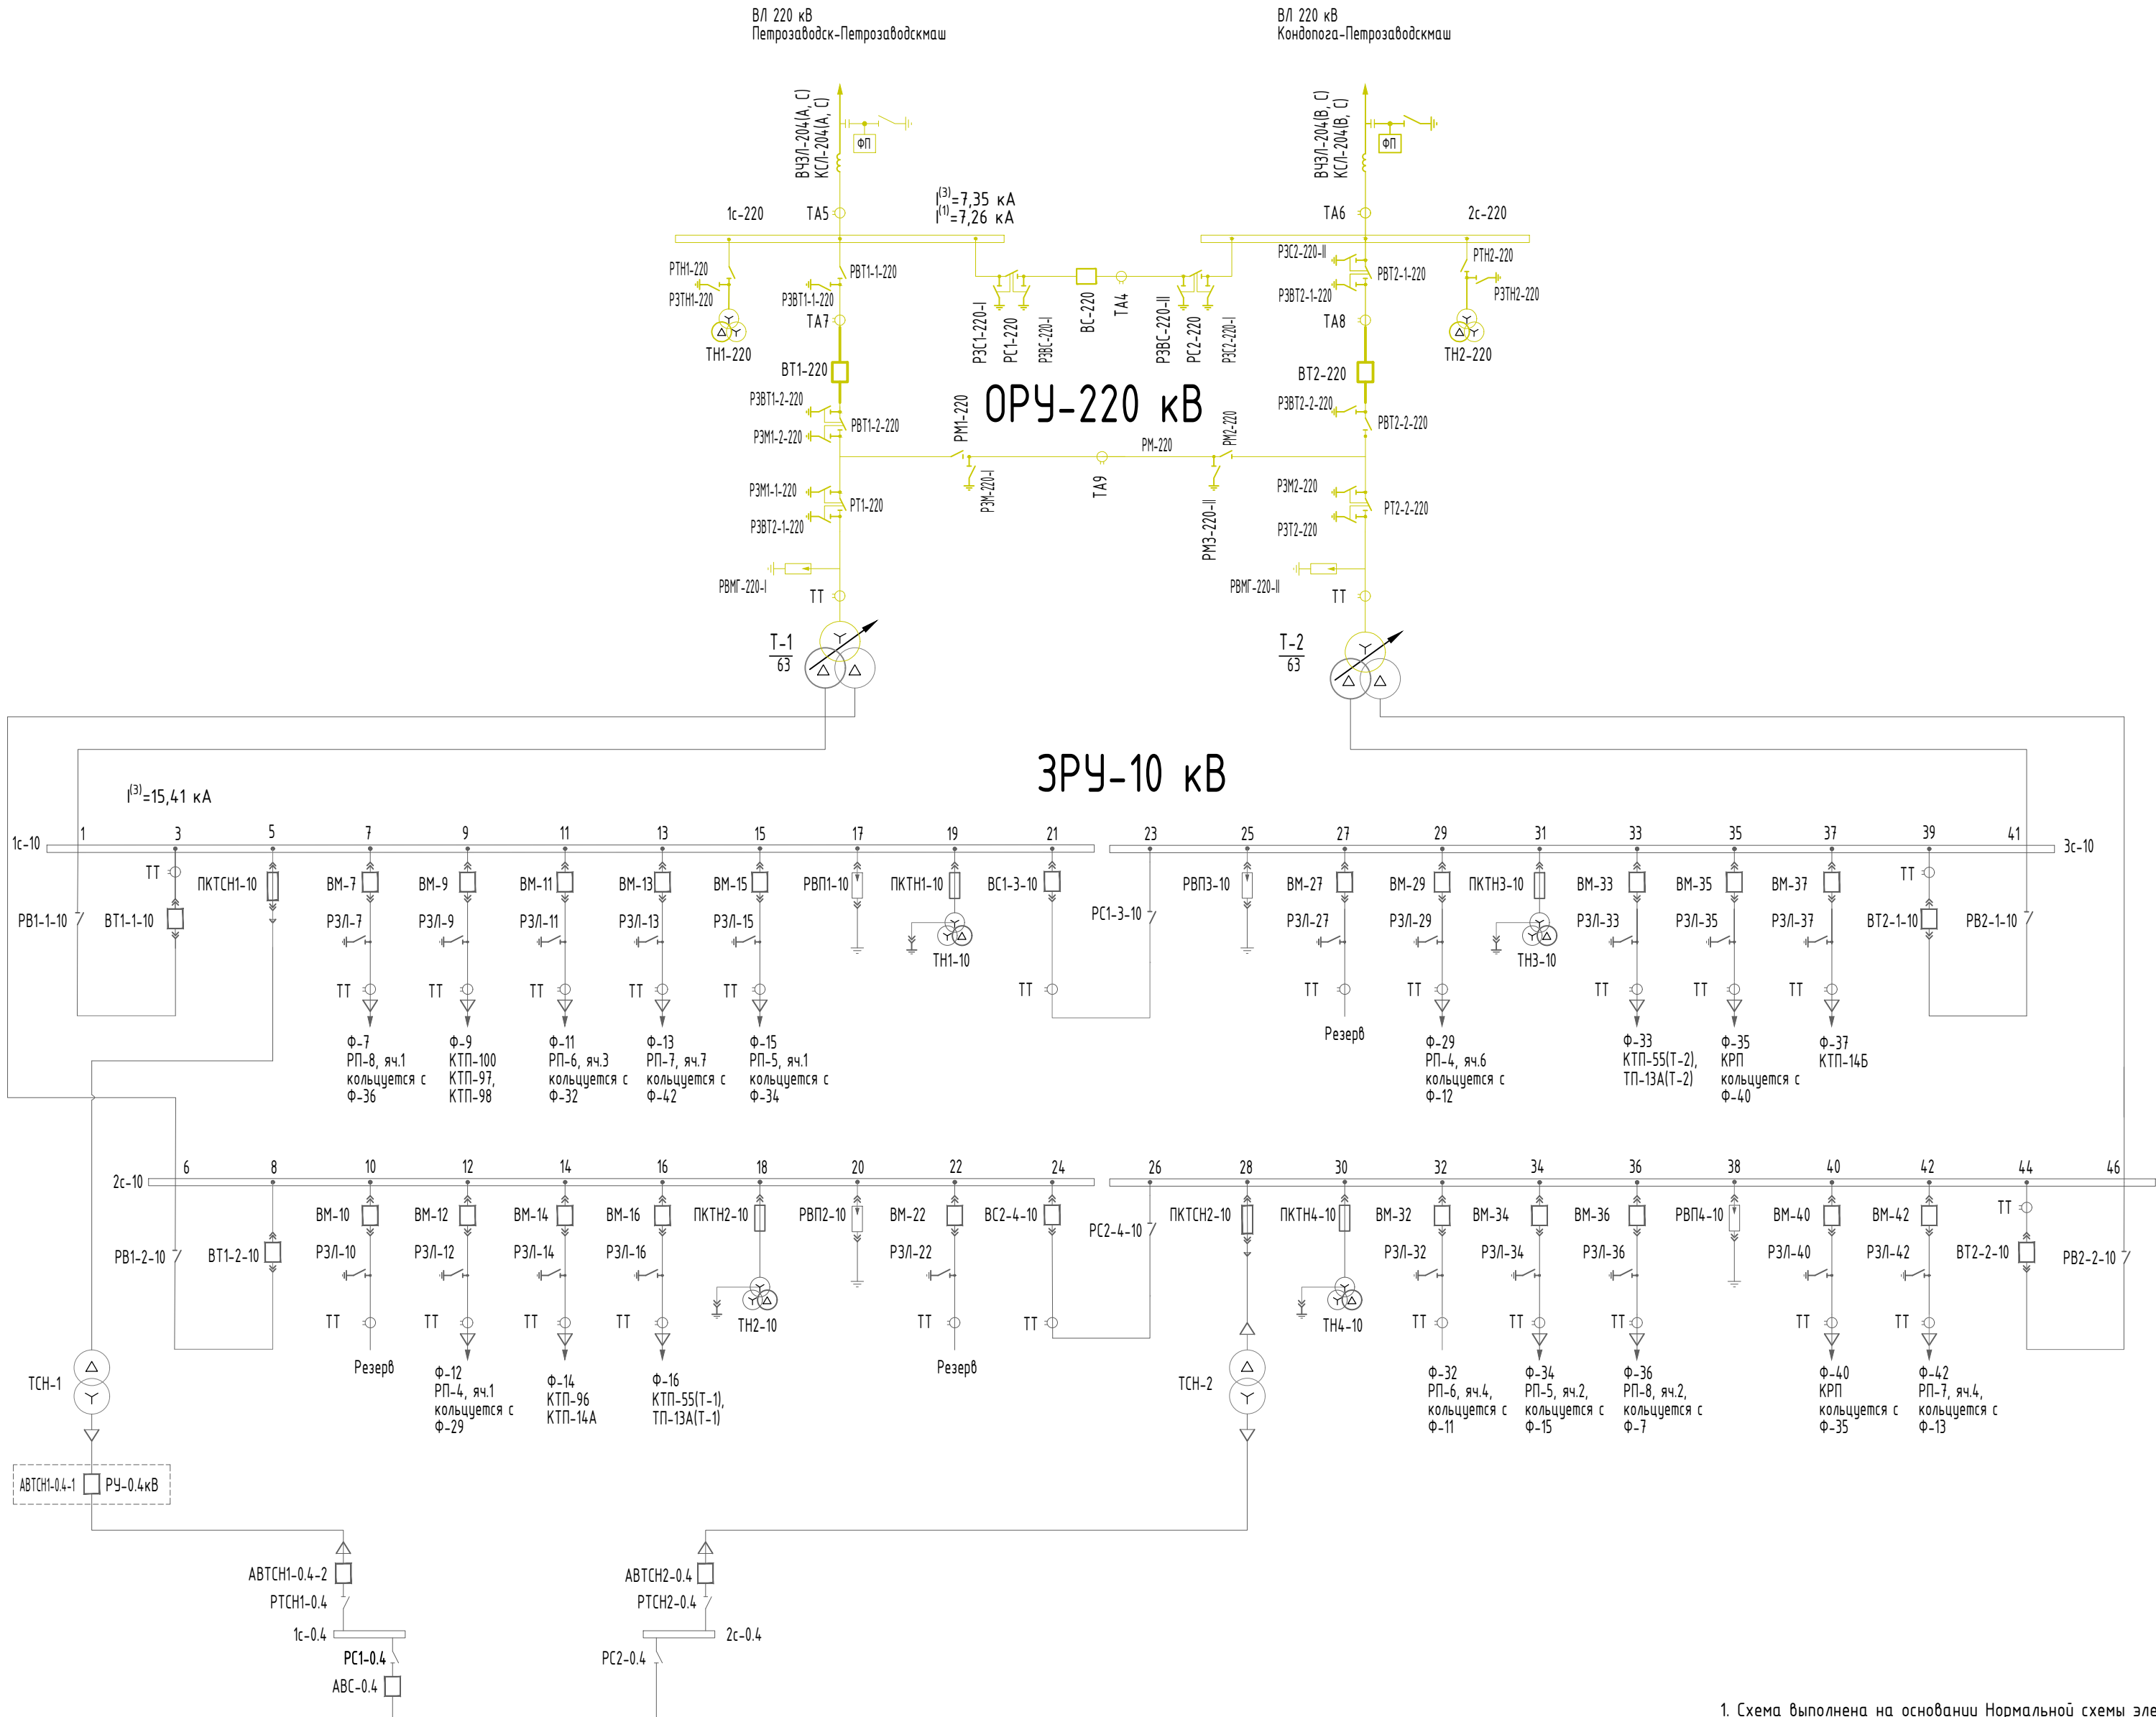 ВЛ 220 кВ
Петрозаводск-Петрозаводскмаш
ВЛ 220 кВ
Кондопога-Петрозаводскмаш
ВЧЗЛ-204(А, С)
КСЛ-204(А, С)
ФП
ВЧЗЛ-204(В, С)
КСЛ-204(В, С)
ФП
1с-220
ТА5
I(3)=7,35 кА
I(1)=7,26 кА
ТА6
2с-220
РТН1-220
РЗТН1-220
ТН1-220
РВТ1-1-220
РЗВТ1-1-220
ТА7
ВТ1-220
РЗС1-220-I
РС1-220
РЗВС-220-I
ВС-220
ТА4
РЗВС-220-II
РС2-220
РЗС2-220-I
РЗС2-220-II
РВТ2-1-220
РЗВТ2-1-220
ТА8
ВТ2-220
РТН2-220
РЗТН2-220
ТН2-220
ОРУ-220 кВ
РЗВТ1-2-220
РВТ1-2-220
РЗМ1-2-220
РМ1-220
РЗМ-220-I
ТА9
РМ-220
РМ2-220
РМЗ-220-II
РЗВТ2-2-220
РВТ2-2-220
РЗМ1-1-220
РТ1-220
РЗВТ2-1-220
РЗМ2-220
РТ2-2-220
РЗТ2-220
РВМГ-220-I
ТТ
РВМГ-220-II
ТТ
Т-1
63
Т-2
63
ЗРУ-10 кВ
I(3)=15,41 кА
1с-10
1 3 5 7 9 11 13 15 17 19 21 23 25 27 29 31 33 35 37 39 41
3с-10
РВ1-1-10
ТТ
ВТ1-1-10
ПКТСН1-10
ВМ-7
РЗЛ-7
ТТ
ВМ-9
РЗЛ-9
ТТ
ВМ-11
РЗЛ-11
ТТ
ВМ-13
РЗЛ-13
ТТ
ВМ-15
РЗЛ-15
ТТ
РВП1-10
ПКТН1-10
ТН1-10
ВС1-3-10
ТТ
РС1-3-10
РВП3-10
ВМ-27
РЗЛ-27
ТТ
Резерв
ВМ-29
РЗЛ-29
ТТ
ПКТН3-10
ТН3-10
ВМ-33
РЗЛ-33
ТТ
ВМ-35
РЗЛ-35
ТТ
ВМ-37
РЗЛ-37
ТТ
ТТ
ВТ2-1-10
РВ2-1-10
Ф-7
РП-8, яч.1
кольцуется с
Ф-36
Ф-9
КТП-100
КТП-97,
КТП-98
Ф-11
РП-6, яч.3
кольцуется с
Ф-32
Ф-13
РП-7, яч.7
кольцуется с
Ф-42
Ф-15
РП-5, яч.1
кольцуется с
Ф-34
Ф-29
РП-4, яч.6
кольцуется с
Ф-12
Ф-33
КТП-55(Т-2),
ТП-13А(Т-2)
Ф-35
КРП
кольцуется с
Ф-40
Ф-37
КТП-14Б
2с-10
6 8 10 12 14 16 18 20 22 24 26 28 30 32 34 36 38 40 42 44 46
РВ1-2-10
ВТ1-2-10
ВМ-10
РЗЛ-10
ТТ
Резерв
ВМ-12
РЗЛ-12
ТТ
ВМ-14
РЗЛ-14
ТТ
ВМ-16
РЗЛ-16
ТТ
ПКТН2-10
ТН2-10
РВП2-10
ВМ-22
РЗЛ-22
ТТ
Резерв
ВС2-4-10
ТТ
РС2-4-10
ПКТСН2-10
ПКТН4-10
ТН4-10
ВМ-32
РЗЛ-32
ТТ
ВМ-34
РЗЛ-34
ТТ
ВМ-36
РЗЛ-36
ТТ
РВП4-10
ВМ-40
РЗЛ-40
ТТ
ВМ-42
РЗЛ-42
ТТ
ТТ
ВТ2-2-10
РВ2-2-10
Ф-12
РП-4, яч.1
кольцуется с
Ф-29
Ф-14
КТП-96
КТП-14А
Ф-16
КТП-55(Т-1),
ТП-13А(Т-1)
Ф-32
РП-6, яч.4,
кольцуется с
Ф-11
Ф-34
РП-5, яч.2,
кольцуется с
Ф-15
Ф-36
РП-8, яч.2,
кольцуется с
Ф-7
Ф-40
КРП
кольцуется с
Ф-35
Ф-42
РП-7, яч.4,
кольцуется с
Ф-13
ТСН-1
ТСН-2
АВТСН1-0.4-1
РУ-0.4кВ
АВТСН1-0.4-2
РТСН1-0.4
1с-0.4
РС1-0.4
АВС-0.4
АВТСН2-0.4
РТСН2-0.4
2с-0.4
РС2-0.4
1. Схема выполнена на основании Нормальной схемы эле